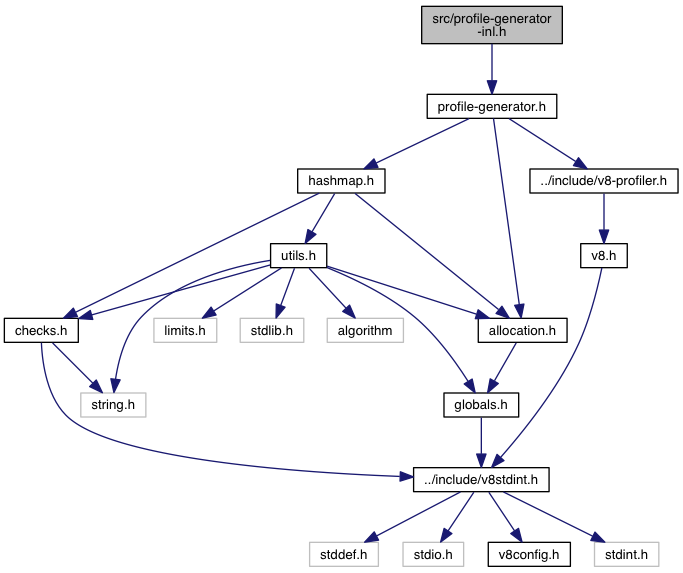 src/profile-generator
-inl.h
profile-generator.h
hashmap.h
../include/v8-profiler.h
utils.h
v8.h
checks.h
limits.h
stdlib.h
algorithm
allocation.h
string.h
globals.h
../include/v8stdint.h
stddef.h
stdio.h
v8config.h
stdint.h